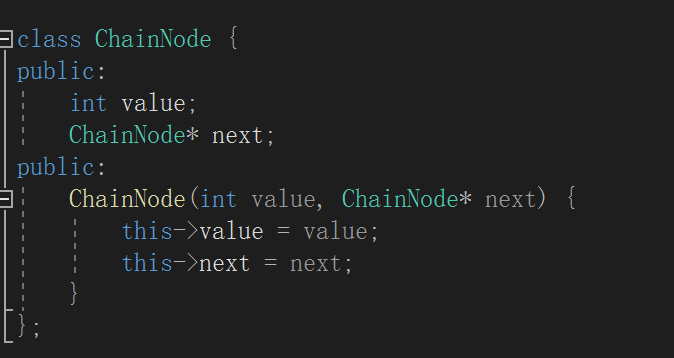 class ChainNode {
public:
    int value;
    ChainNode* next;
public:
    ChainNode(int value, ChainNode* next) {
        this->value = value;
        this->next = next;
    }
};